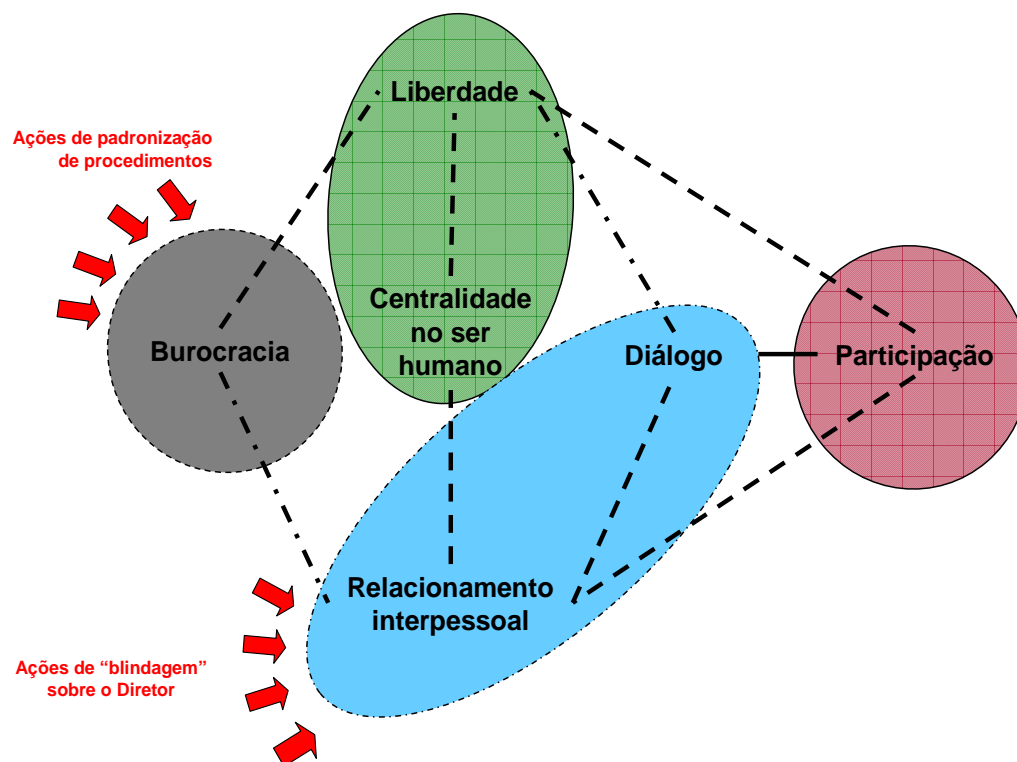 Liberdade
Ações de padronização
de procedimentos
Centralidade
no ser
humano
Burocracia
Diálogo
Participação
Relacionamento
interpessoal
Ações de “blindagem”
sobre o Diretor